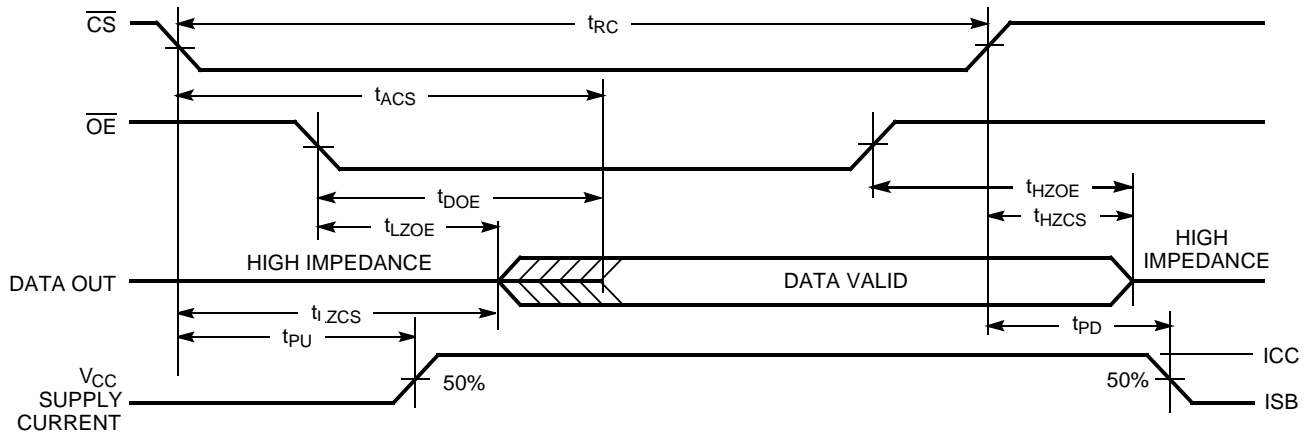 CS
tRC
tACS
OE
tHZOE
tDOE
tHZCS
tLZOE
HIGH IMPEDANCE
HIGH
IMPEDANCE
DATA OUT
DATA VALID
tLZCS
tPU
tPD
ICC
VCC
SUPPLY
CURRENT
50%
50%
ISB